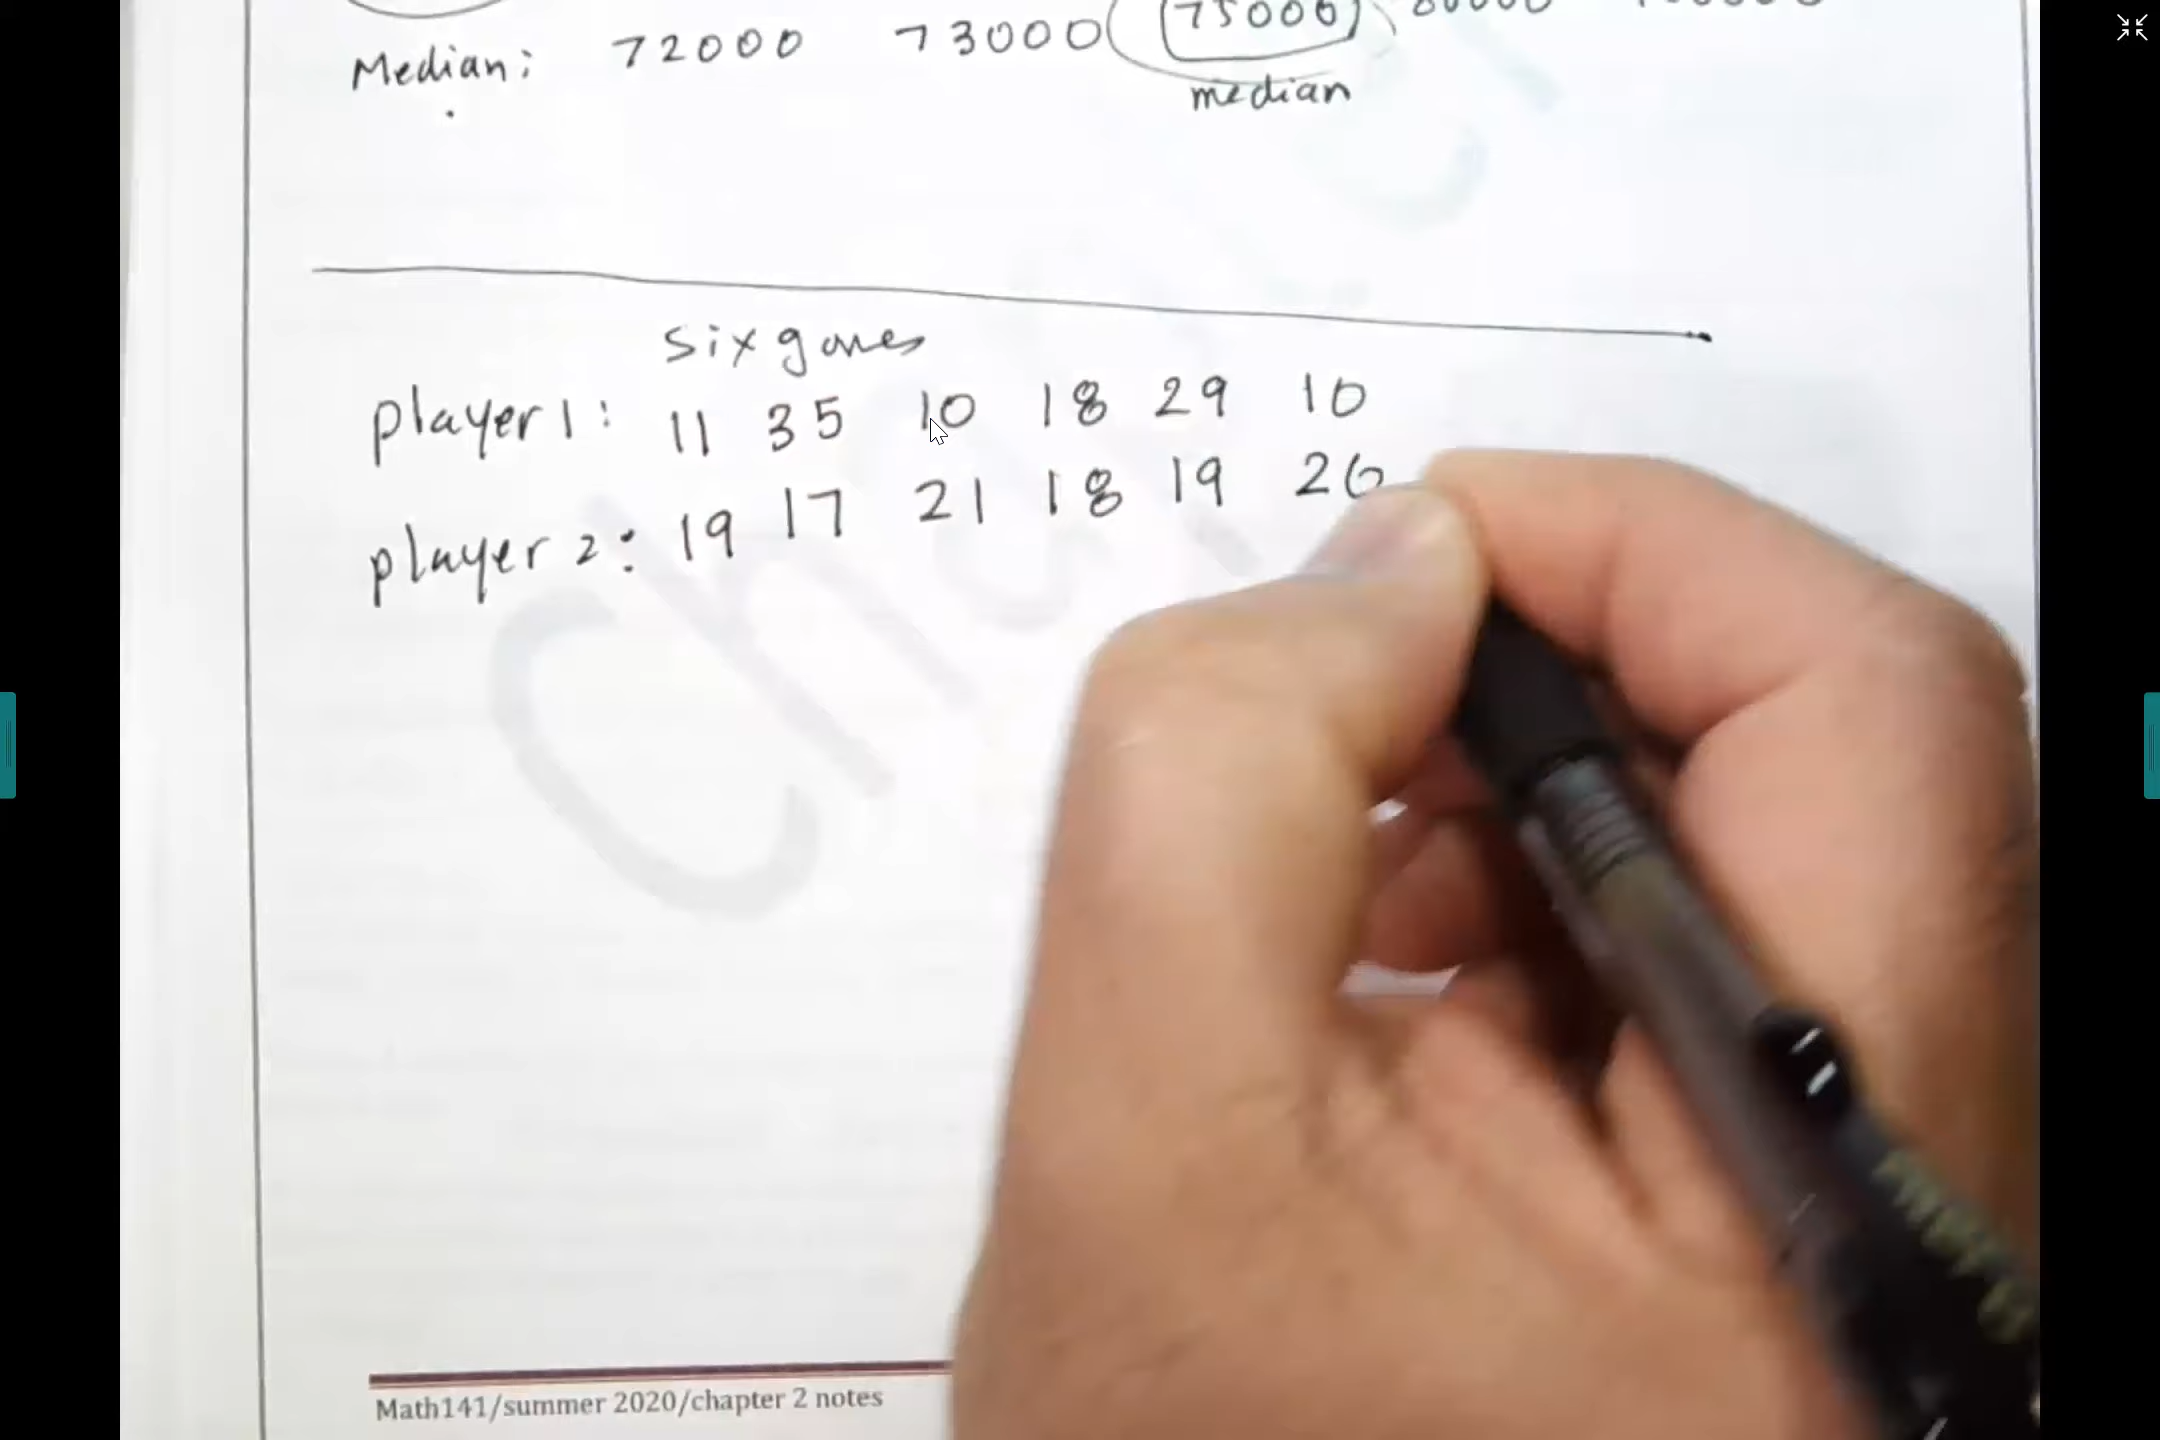 Median: 72000 73000 75000
median
six games
player 1: 11 35 10 18 29 10
player 2: 19 17 21 18 19
Math141/summer 2020/chapter 2 notes